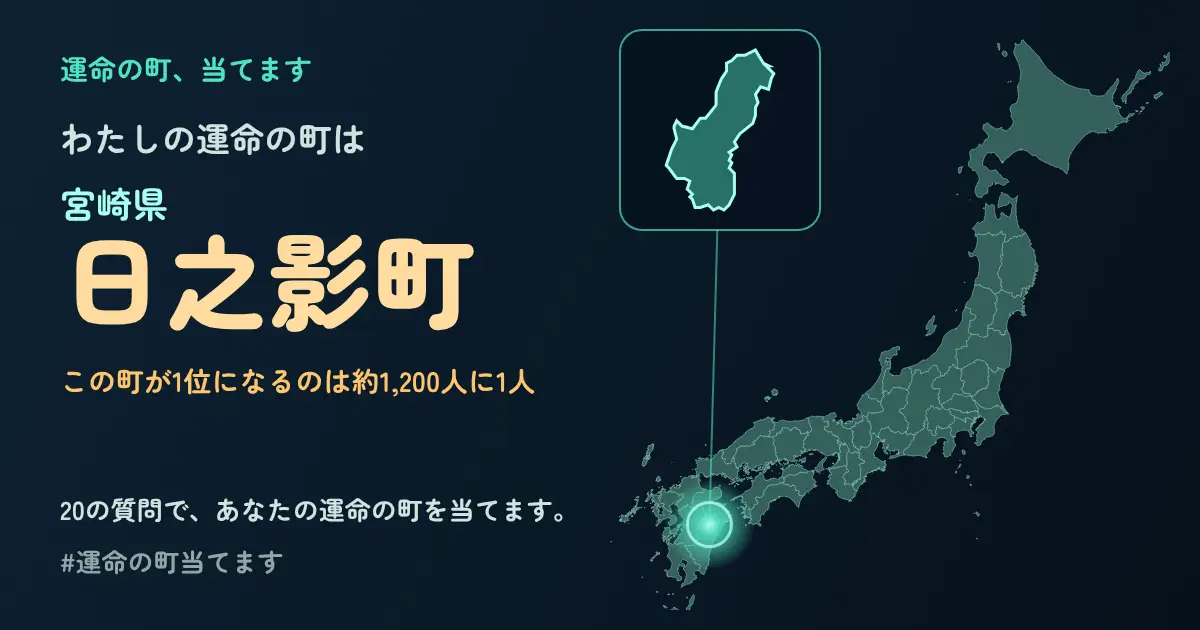 運命の町、当てます
わたしの運命の町は
宮崎県
日之影町
この町が1位になるのは約1,200人に1人
20の質問で、あなたの運命の町を当てます。
#運命の町当てます